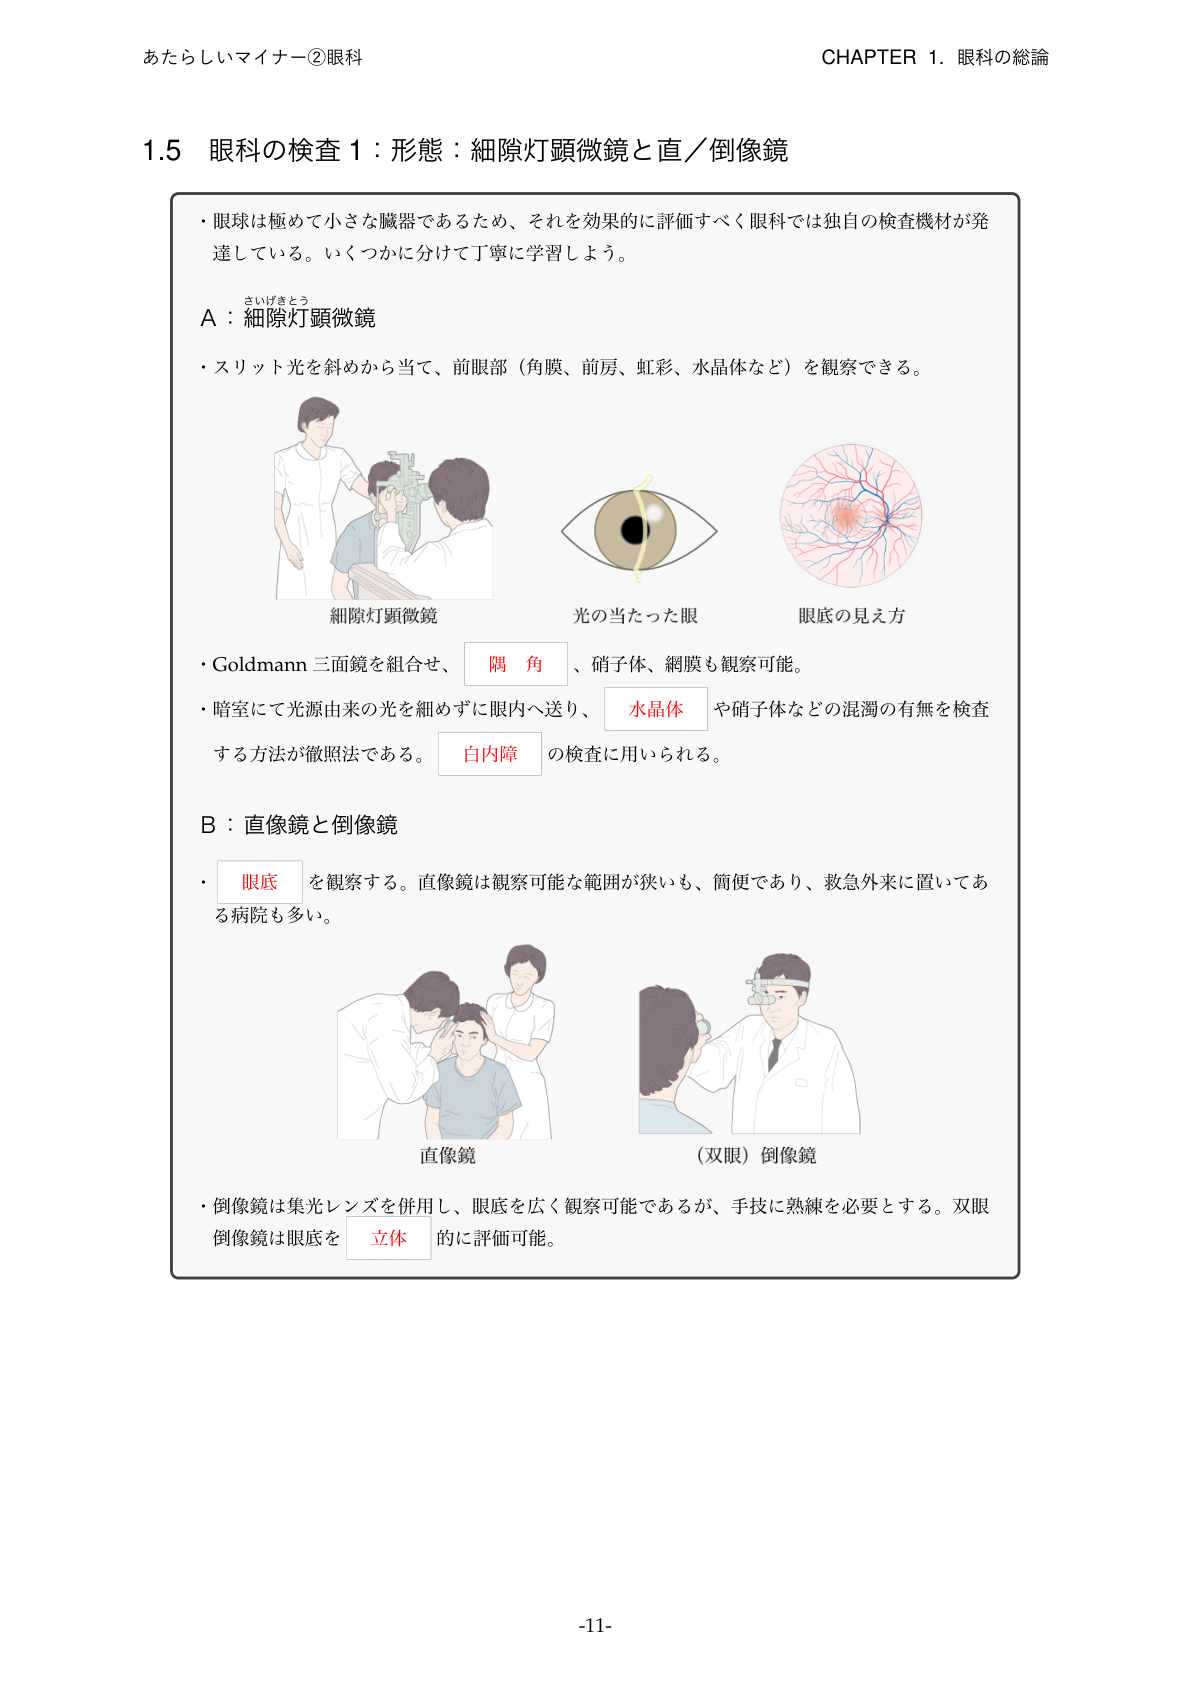 あたらしいマイナー②眼科
CHAPTER 1. 眼科の総論
1.5 眼科の検査 1：形態：細隙灯顕微鏡と直／倒像鏡
・眼球は極めて小さな臓器であるため、それを効果的に評価すべく眼科では独自の検査機材が発
達している。いくつかに分けて丁寧に学習しよう。
さいげきとう
A：細隙灯顕微鏡
・スリット光を斜めから当て、前眼部（角膜、前房、虹彩、水晶体など）を観察できる。
細隙灯顕微鏡
光の当たった眼
眼底の見え方
・Goldmann 三面鏡を組合せ、 隅 角 、硝子体、網膜も観察可能。
・暗室にて光源由来の光を細めずに眼内へ送り、 水晶体 や硝子体などの混濁の有無を検査
する方法が徹照法である。 白内障 の検査に用いられる。
B：直像鏡と倒像鏡
・ 眼底 を観察する。直像鏡は観察可能な範囲が狭いも、簡便であり、救急外来に置いてあ
る病院も多い。
直像鏡
（双眼）倒像鏡
・倒像鏡は集光レンズを併用し、眼底を広く観察可能であるが、手技に熟練を必要とする。双眼
倒像鏡は眼底を 立体 的に評価可能。
-11-